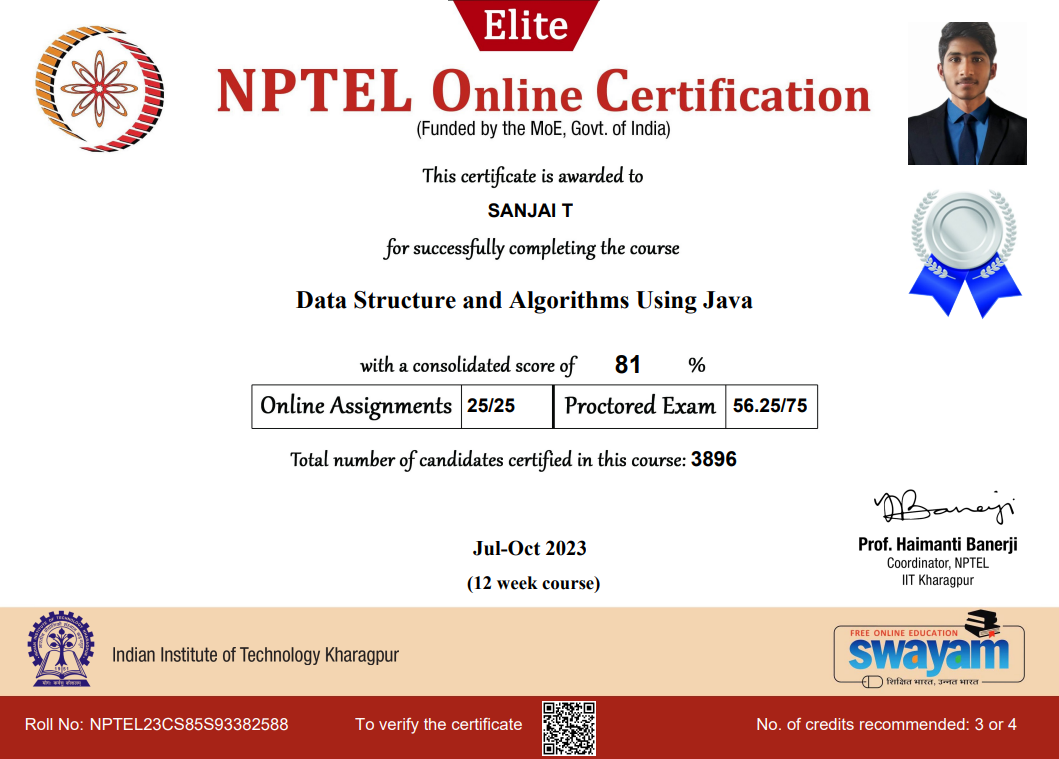 Elite
NPTEL Online Certification
(Funded by the MoE, Govt. of India)
This certificate is awarded to
SANJAI T
for successfully completing the course
Data Structure and Algorithms Using Java
with a consolidated score of 81 %
Online Assignments 25/25 Proctored Exam 56.25/75
Total number of candidates certified in this course: 3896
Jul-Oct 2023
(12 week course)
Prof. Haimanti Banerji
Coordinator, NPTEL
IIT Kharagpur
Indian Institute of Technology Kharagpur
FREE ONLINE EDUCATION
swayam
शिक्षित भारत, उन्नत भारत
Roll No: NPTEL23CS85S93382588 To verify the certificate No. of credits recommended: 3 or 4